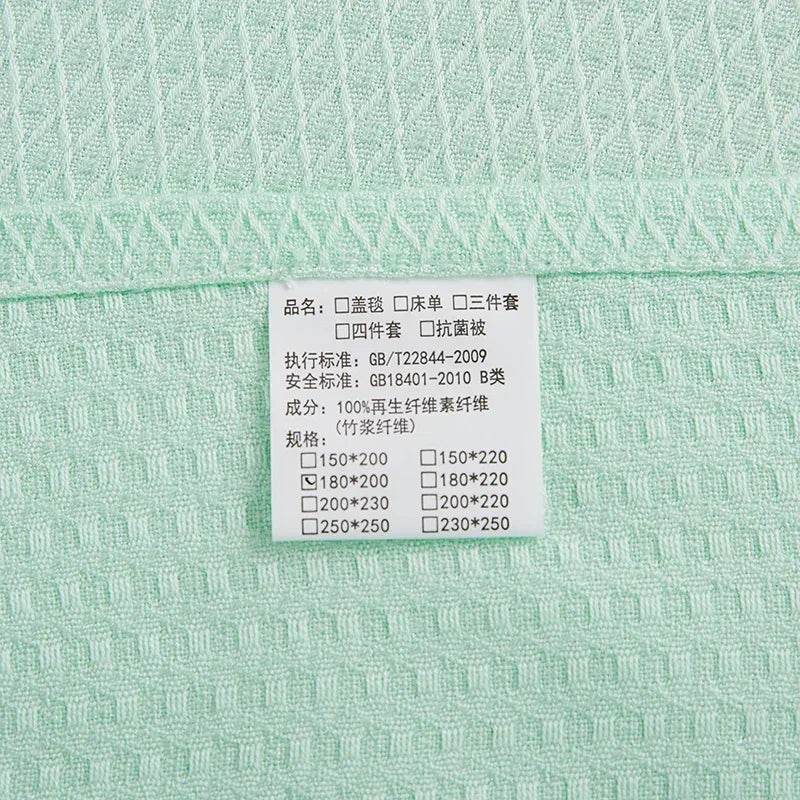 品名：□盖毯 □床单 □三件套
□四件套 □抗菌被
执行标准：GB/T22844-2009
安全标准：GB18401-2010 B类
成分：100%再生纤维素纤维
(竹浆纤维)
规格：
□150*200 □150*220
☑180*200 □180*220
□200*230 □200*220
□250*250 □230*250